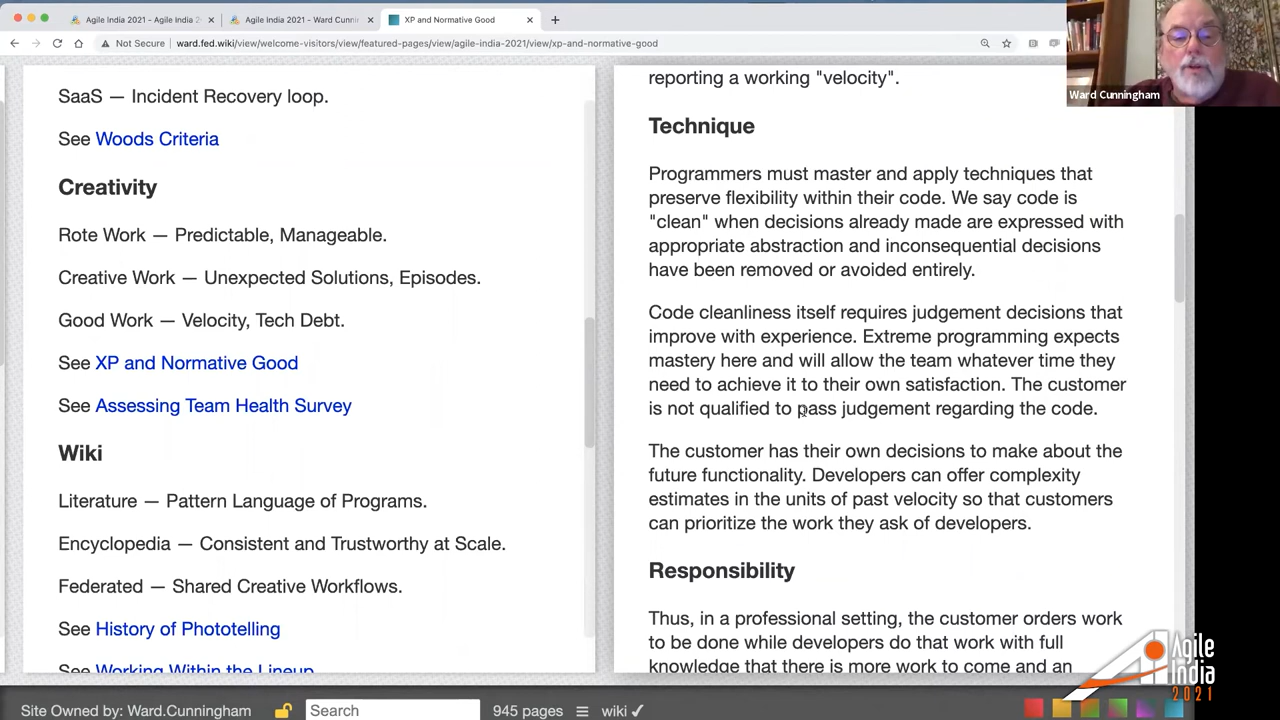 Agile India 2021 - Agile India 2
Agile India 2021 - Ward Cunni
XP and Normative Good
Not Secure
ward.fed.wiki/view/welcome-visitors/view/featured-pages/view/agile-india-2021/view/xp-and-normative-good
Ward Cunningham
SaaS — Incident Recovery loop.
See Woods Criteria
Creativity
Rote Work — Predictable, Manageable.
Creative Work — Unexpected Solutions, Episodes.
Good Work — Velocity, Tech Debt.
See XP and Normative Good
See Assessing Team Health Survey
Wiki
Literature — Pattern Language of Programs.
Encyclopedia — Consistent and Trustworthy at Scale.
Federated — Shared Creative Workflows.
See History of Phototelling
See Working Within the Lineup
reporting a working "velocity".
Technique
Programmers must master and apply techniques that
preserve flexibility within their code. We say code is
"clean" when decisions already made are expressed with
appropriate abstraction and inconsequential decisions
have been removed or avoided entirely.
Code cleanliness itself requires judgement decisions that
improve with experience. Extreme programming expects
mastery here and will allow the team whatever time they
need to achieve it to their own satisfaction. The customer
is not qualified to pass judgement regarding the code.
The customer has their own decisions to make about the
future functionality. Developers can offer complexity
estimates in the units of past velocity so that customers
can prioritize the work they ask of developers.
Responsibility
Thus, in a professional setting, the customer orders work
to be done while developers do that work with full
knowledge that there is more work to come and an
Agile
India
2021
Site Owned by: Ward.Cunningham
Search
945 pages
wiki ✓